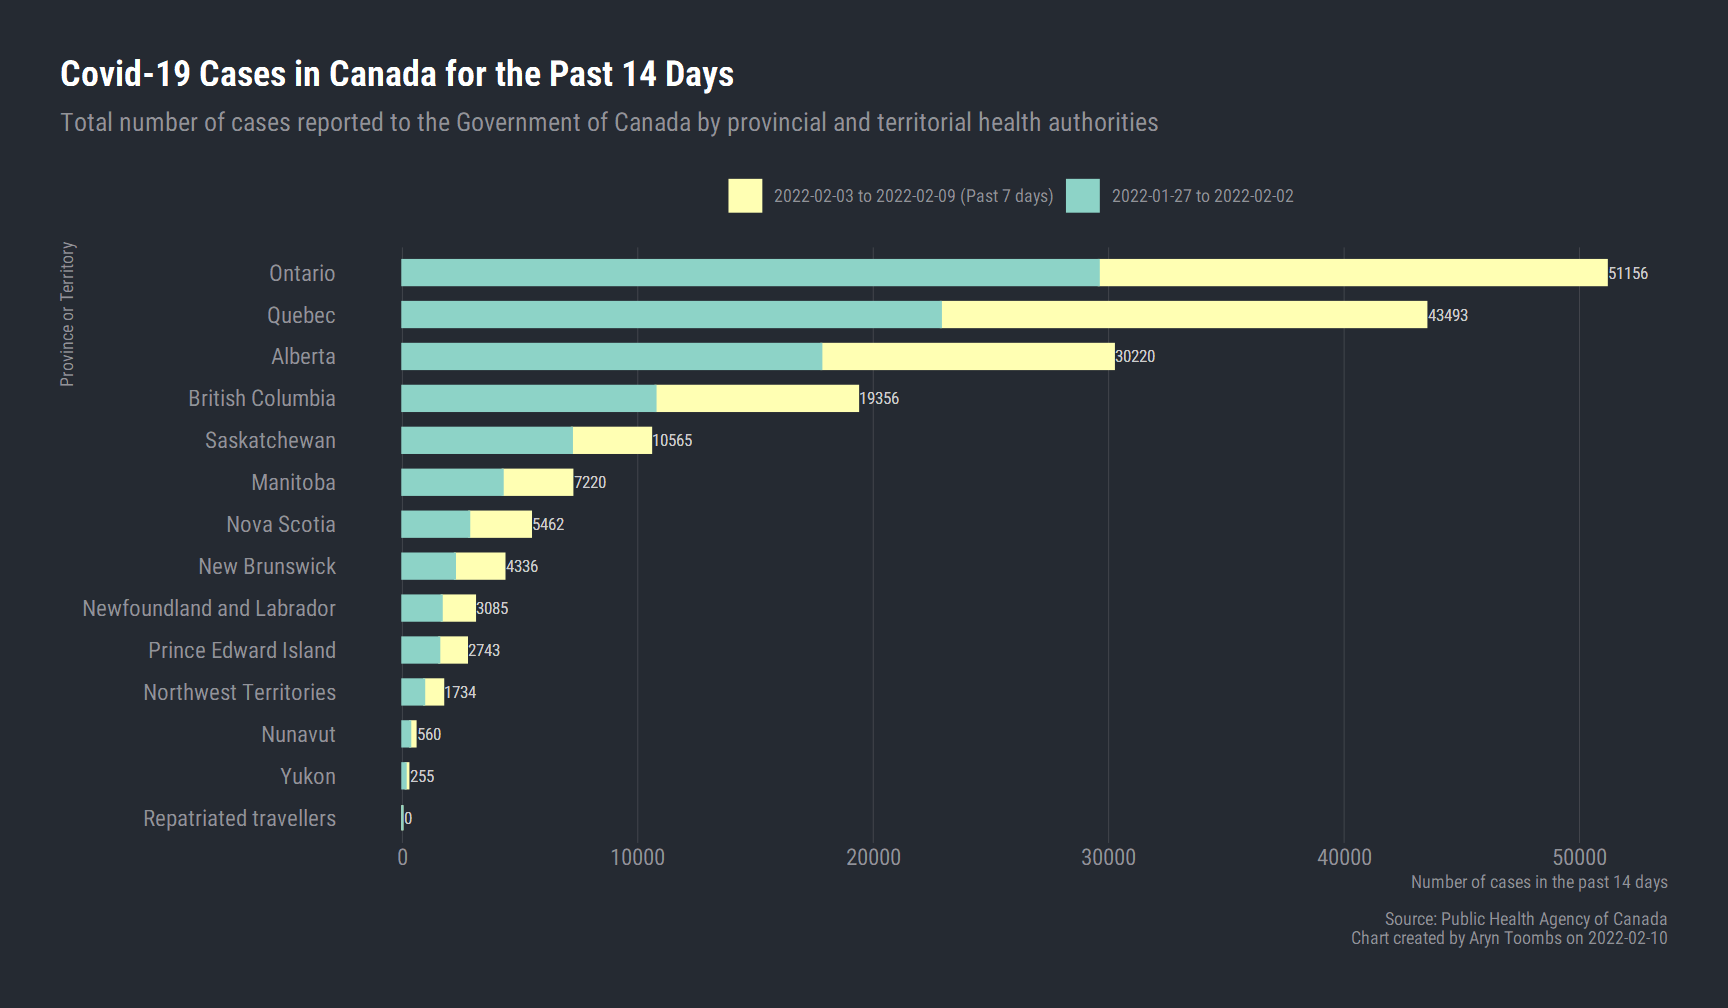 Covid-19 Cases in Canada for the Past 14 Days
Total number of cases reported to the Government of Canada by provincial and territorial health authorities
2022-02-03 to 2022-02-09 (Past 7 days)
2022-01-27 to 2022-02-02
Province or Territory
Ontario 51156
Quebec 43493
Alberta 30220
British Columbia 19356
Saskatchewan 10565
Manitoba 7220
Nova Scotia 5462
New Brunswick 4336
Newfoundland and Labrador 3085
Prince Edward Island 2743
Northwest Territories 1734
Nunavut 560
Yukon 255
Repatriated travellers 0
0 10000 20000 30000 40000 50000
Number of cases in the past 14 days
Source: Public Health Agency of Canada
Chart created by Aryn Toombs on 2022-02-10